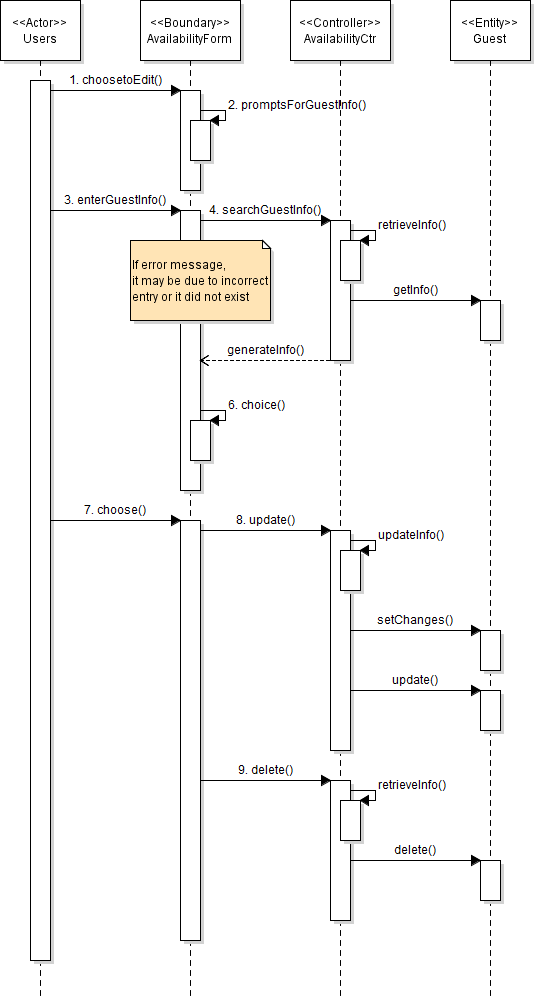 <<Actor>>
Users
<<Boundary>>
AvailabilityForm
<<Controller>>
AvailabilityCtr
<<Entity>>
Guest
1. choosetoEdit()
2. promptsForGuestInfo()
3. enterGuestInfo()
4. searchGuestInfo()
retrieveInfo()
If error message,
it may be due to incorrect
entry or it did not exist
getInfo()
generateInfo()
6. choice()
7. choose()
8. update()
updateInfo()
setChanges()
update()
9. delete()
retrieveInfo()
delete()